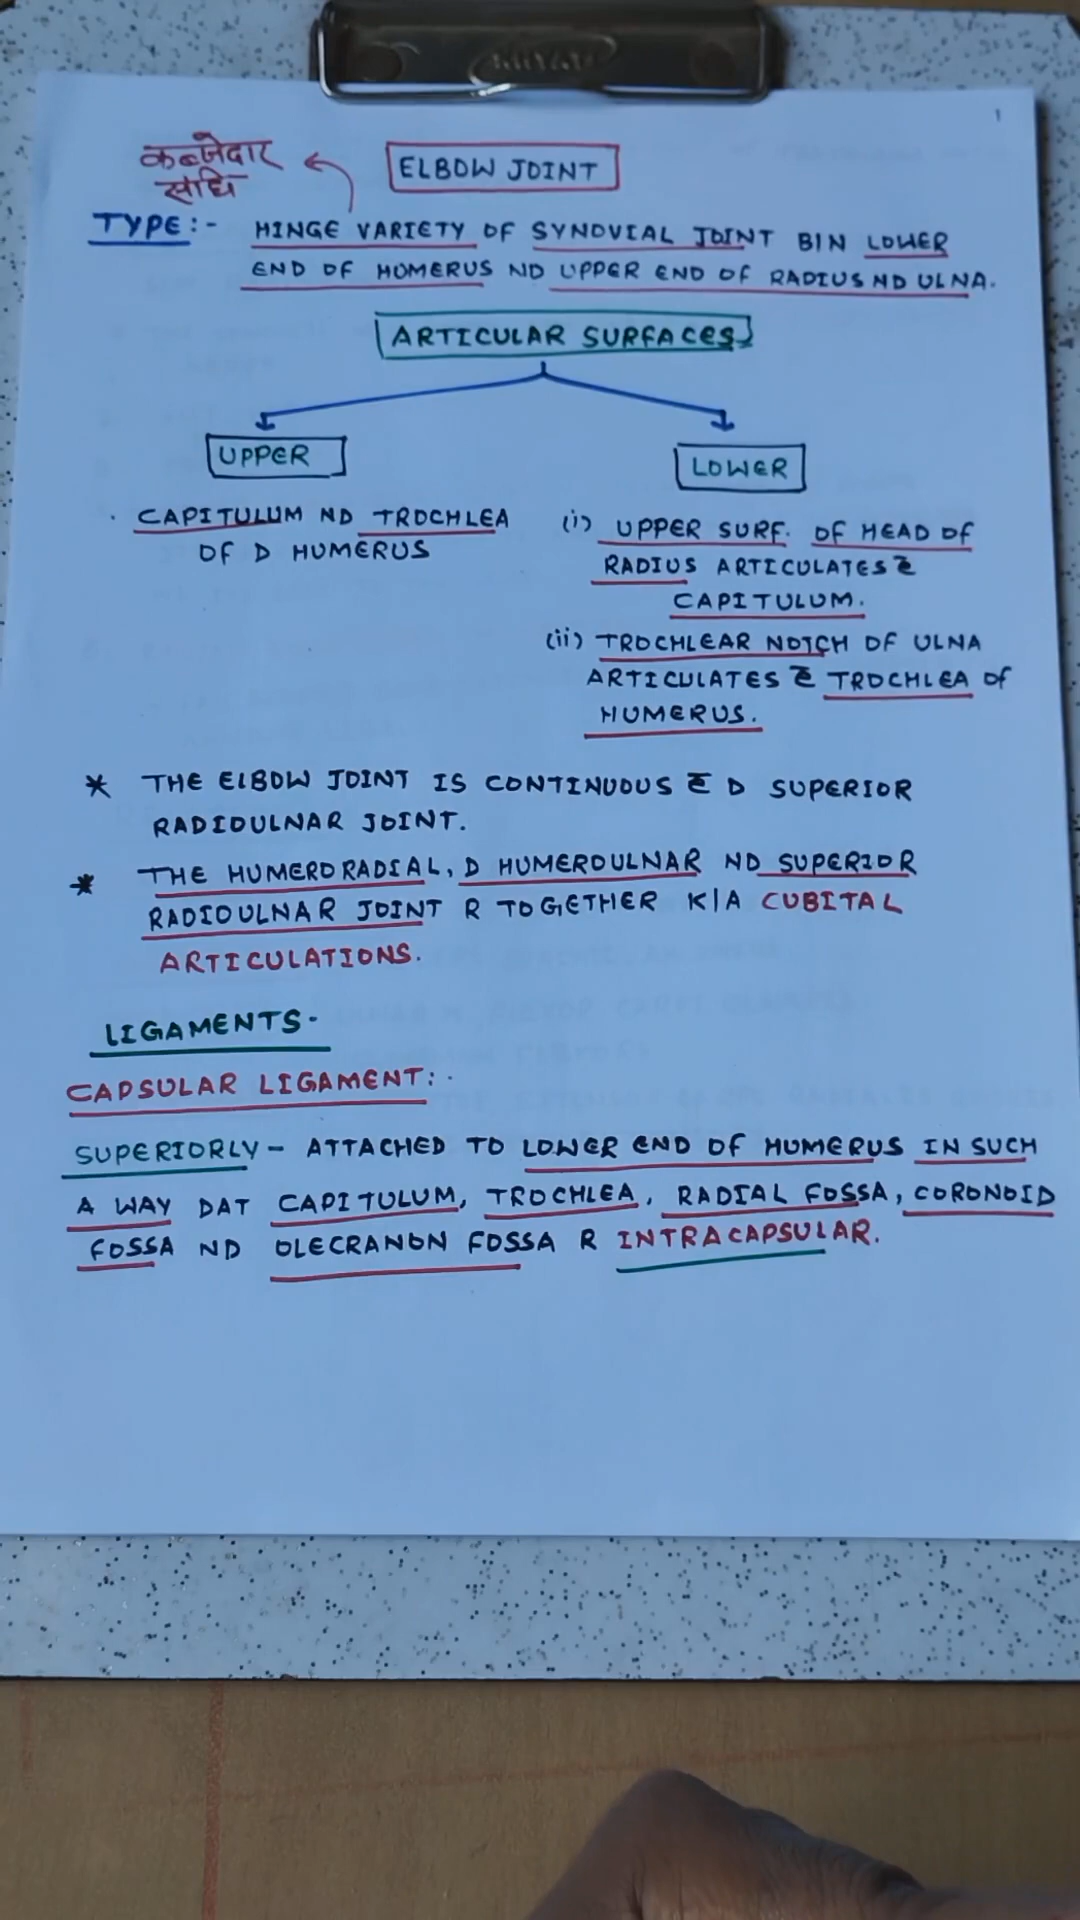 1
कब्जेदार
संधि
ELBOW JOINT
TYPE:- HINGE VARIETY OF SYNOVIAL JOINT BIN LOWER
END OF HUMERUS ND UPPER END OF RADIUS ND ULNA.
ARTICULAR SURFACES
UPPER
LOWER
CAPITULUM ND TROCHLEA
OF D HUMERUS
(i) UPPER SURF. OF HEAD OF
RADIUS ARTICULATES c̄
CAPITULUM.
(ii) TROCHLEAR NOTCH OF ULNA
ARTICULATES c̄ TROCHLEA OF
HUMERUS.
* THE ELBOW JOINT IS CONTINUOUS c̄ D SUPERIOR
RADIOULNAR JOINT.
* THE HUMERORADIAL, D HUMEROULNAR ND SUPERIOR
RADIOULNAR JOINT R TOGETHER K/A CUBITAL
ARTICULATIONS.
LIGAMENTS.
CAPSULAR LIGAMENT:.
SUPERIORLY - ATTACHED TO LOWER END OF HUMERUS IN SUCH
A WAY DAT CAPITULUM, TROCHLEA, RADIAL FOSSA, CORONOID
FOSSA ND OLECRANON FOSSA R INTRACAPSULAR.